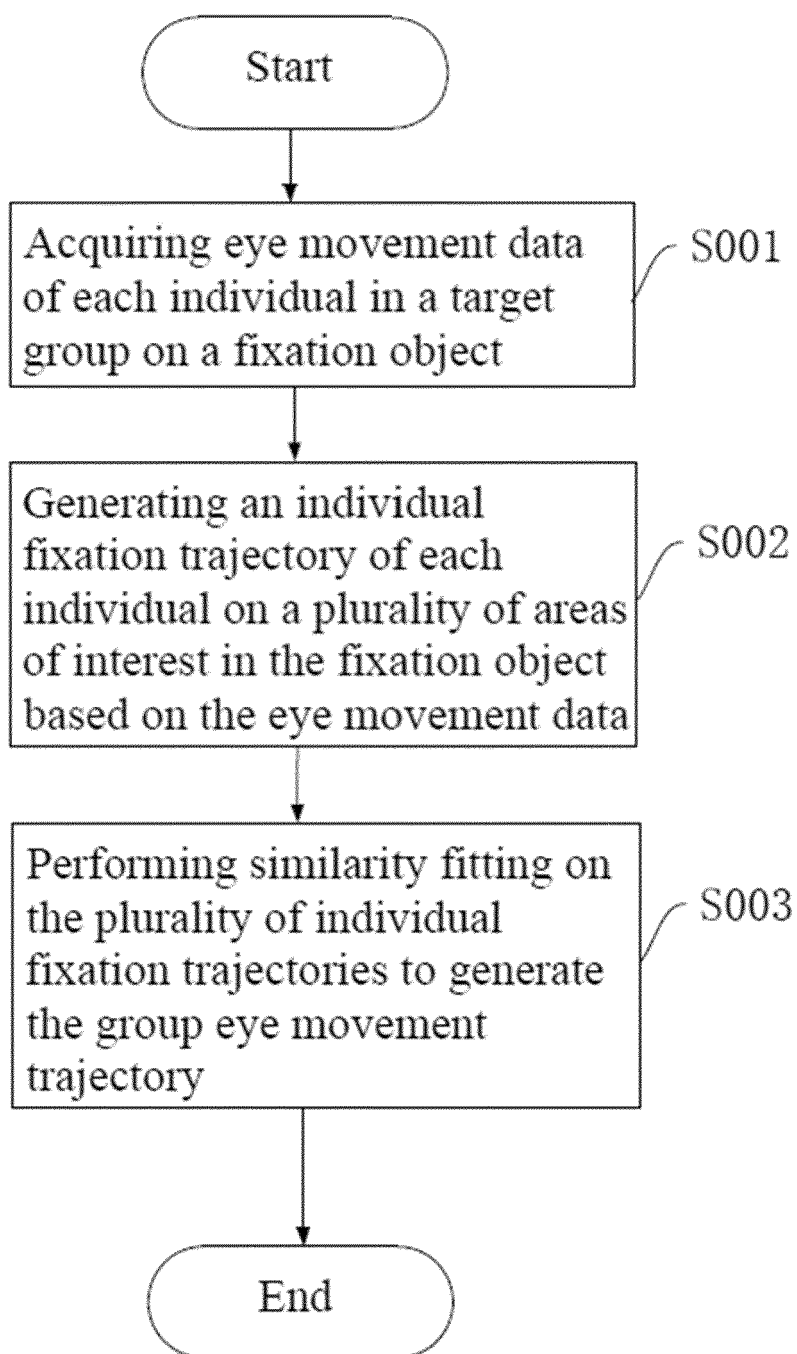 Start
Acquiring eye movement data
of each individual in a target
group on a fixation object
S001
Generating an individual
fixation trajectory of each
individual on a plurality of areas
of interest in the fixation object
based on the eye movement data
S002
Performing similarity fitting on
the plurality of individual
fixation trajectories to generate
the group eye movement
trajectory
S003
End